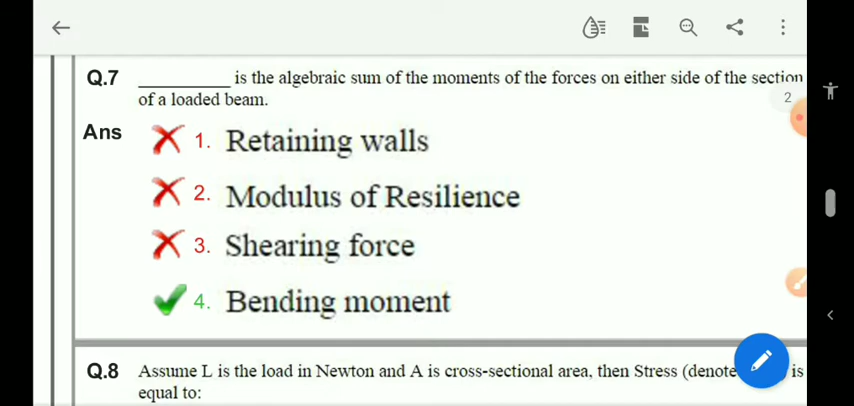 Q.7 __________ is the algebraic sum of the moments of the forces on either side of the section
of a loaded beam.
2
Ans 1. Retaining walls
2. Modulus of Resilience
3. Shearing force
4. Bending moment
Q.8 Assume L is the load in Newton and A is cross-sectional area, then Stress (denote is
equal to: